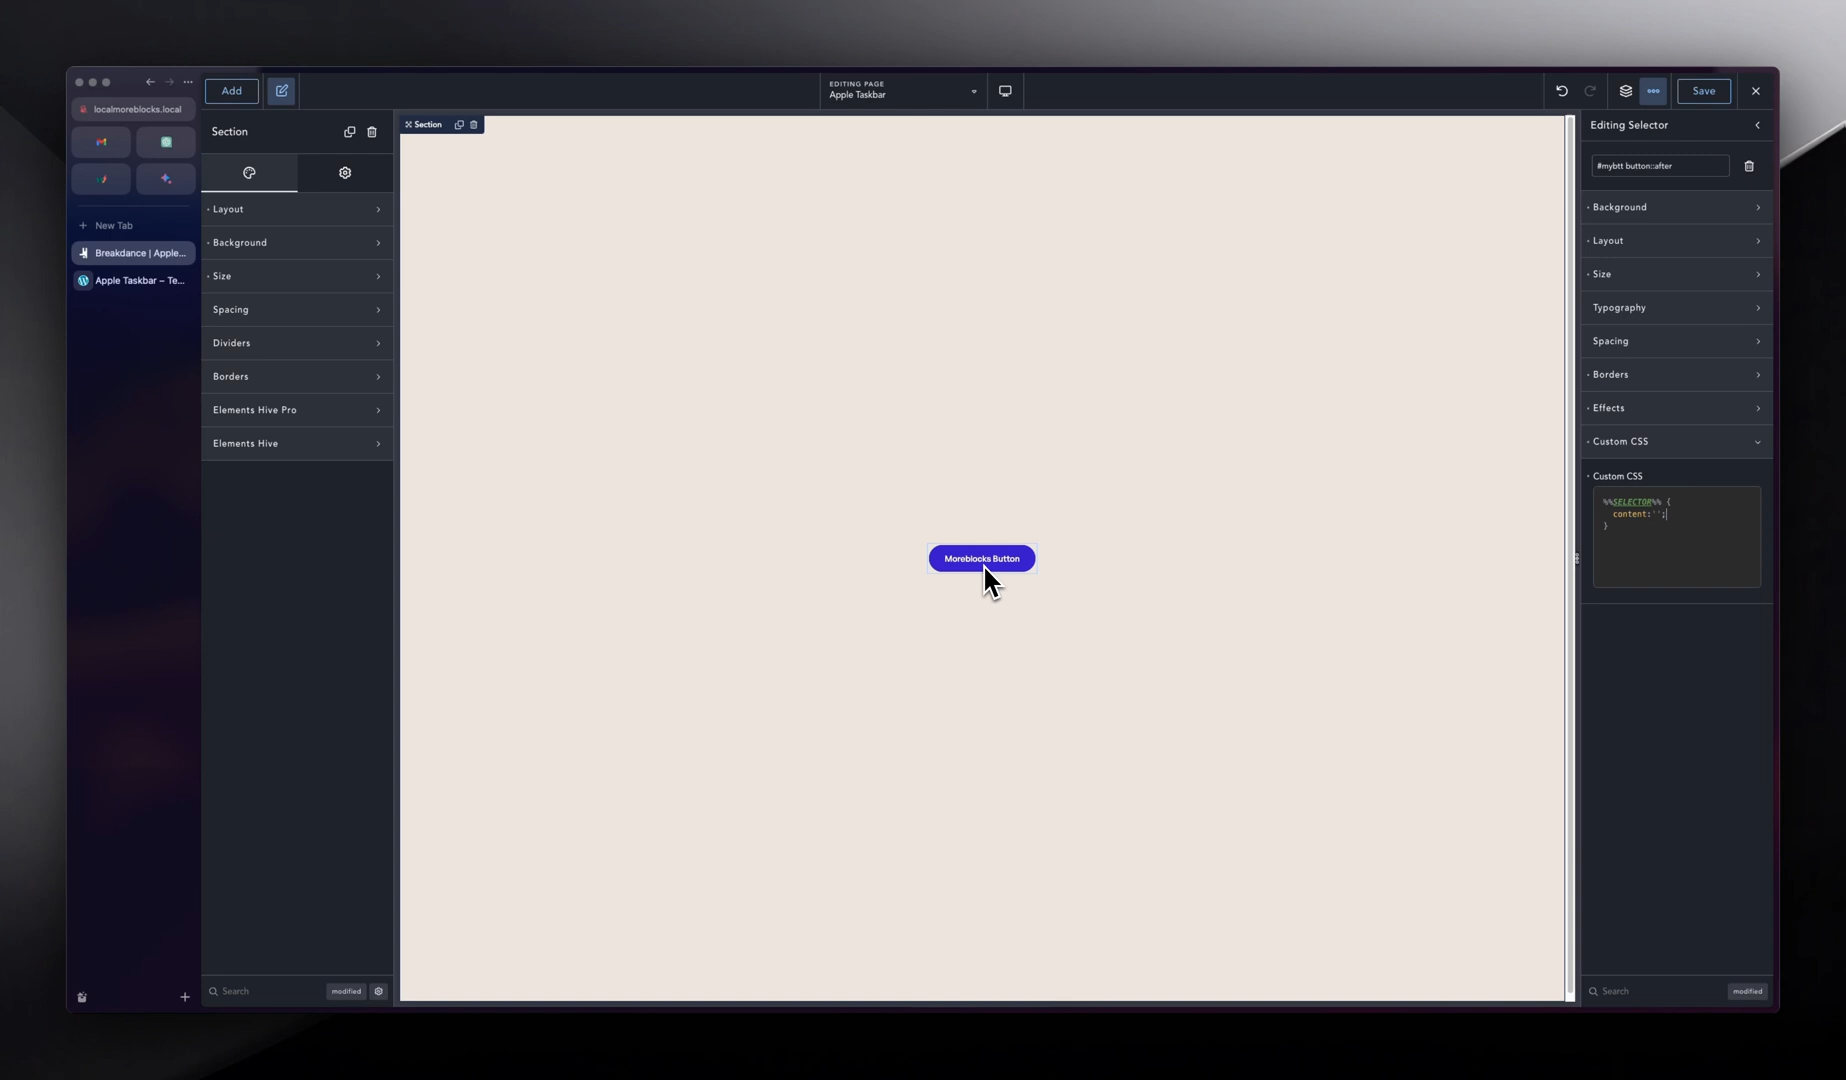 localmoreblocks.local
New Tab
Breakdance | Apple...
Apple Taskbar – Te...
Add
EDITING PAGE
Apple Taskbar
Save
Section
Layout
Background
Size
Spacing
Dividers
Borders
Elements Hive Pro
Elements Hive
Search
modified
Section
Moreblocks Button
Editing Selector
#mybtt button::after
Background
Layout
Size
Typography
Spacing
Borders
Effects
Custom CSS
Custom CSS
%%SELECTOR%% {
content:'';
}
Search
modified